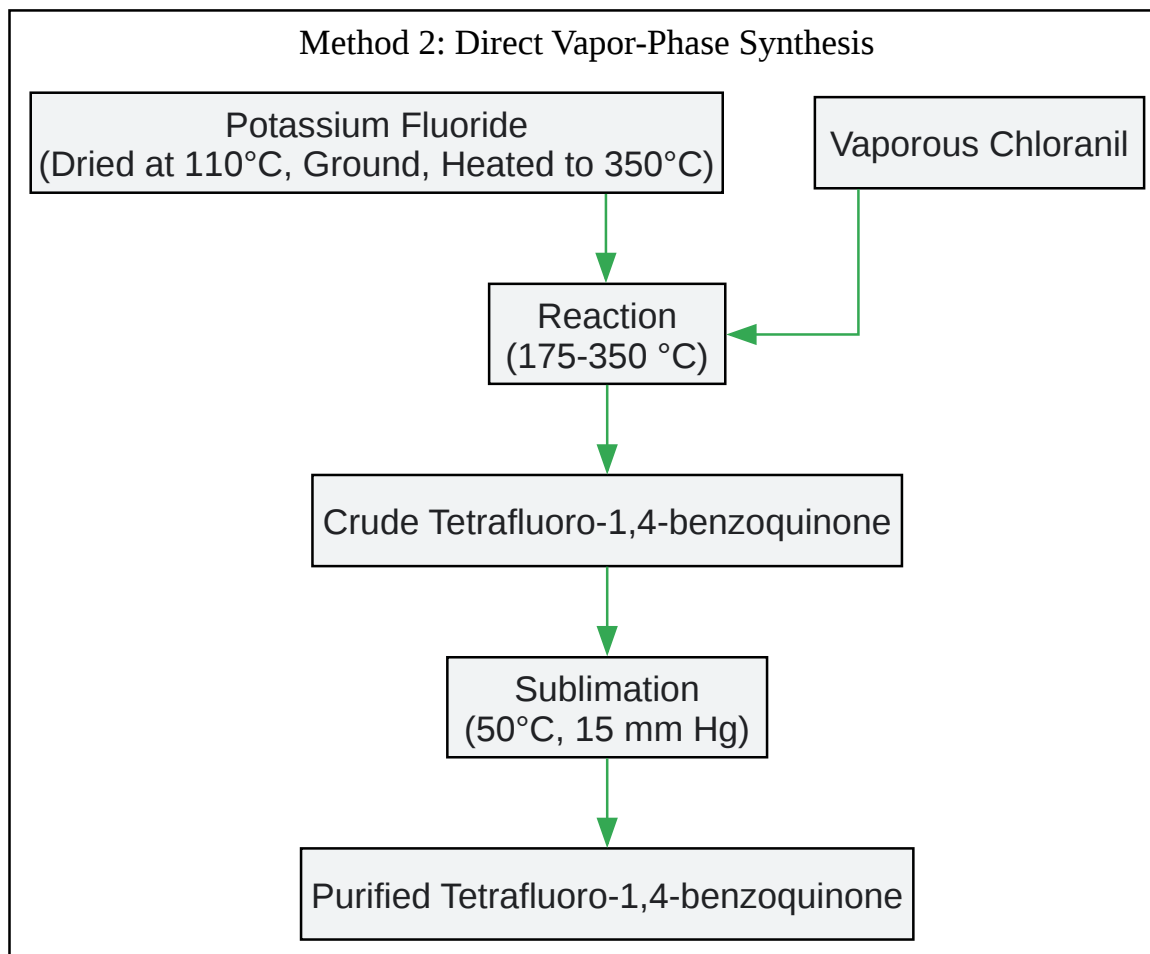 Method 2: Direct Vapor-Phase Synthesis
Potassium Fluoride
(Dried at 110°C, Ground, Heated to 350°C)
Vaporous Chloranil
Reaction
(175-350 °C)
Crude Tetrafluoro-1,4-benzoquinone
Sublimation
(50°C, 15 mm Hg)
Purified Tetrafluoro-1,4-benzoquinone